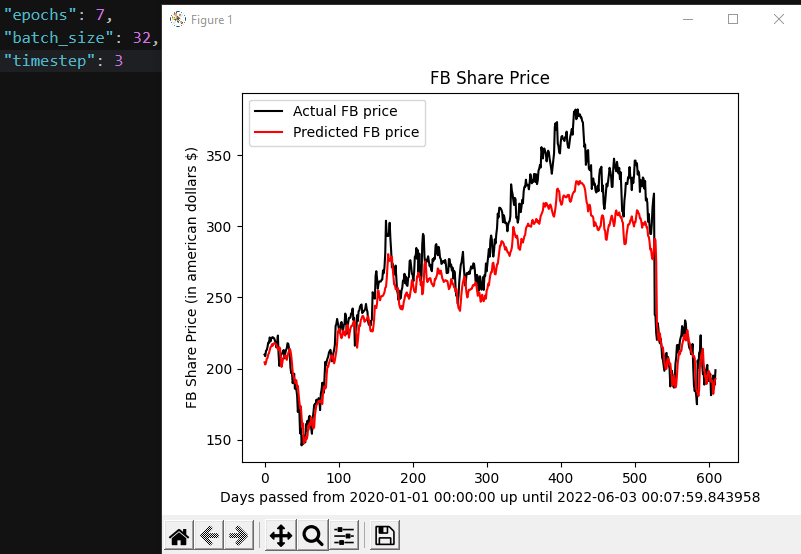 "epochs": 7,
"batch_size": 32,
"timestep": 3
Figure 1
FB Share Price
Actual FB price
Predicted FB price
FB Share Price (in american dollars $)
350
300
250
200
150
0 100 200 300 400 500 600
Days passed from 2020-01-01 00:00:00 up until 2022-06-03 00:07:59.843958